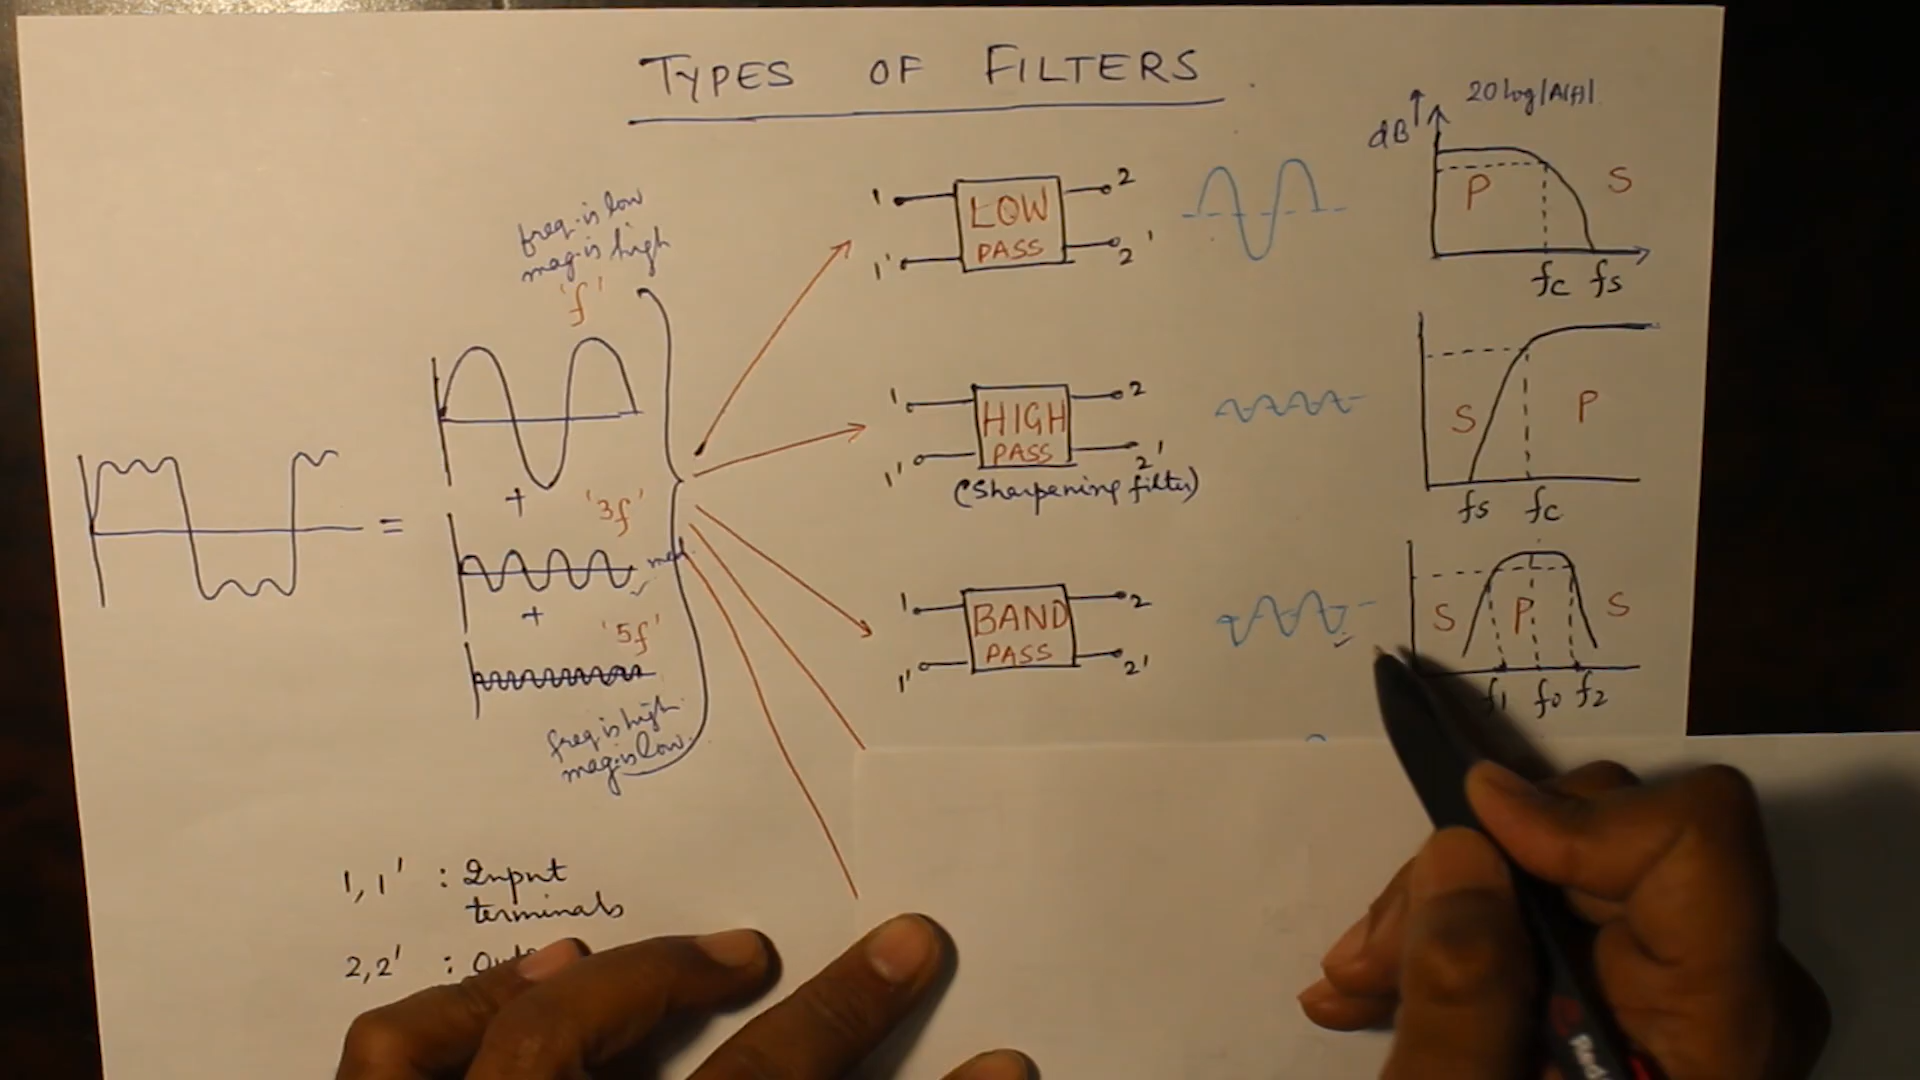 TYPES OF FILTERS
freq. is low
mag. is high
'f'
+
'3f'
med.
+
'5f'
freq is high
mag. is low.
=
1, 1' : Input
terminals
2, 2' :
1
1'
LOW
PASS
2
2'
1
1'
HIGH
PASS
2
2'
(Sharpening filter)
1
1'
BAND
PASS
2
2'
dB
20 log|A(f)|
P
S
fc
fs
S
P
fs
fc
S
P
S
f1
f0
f2